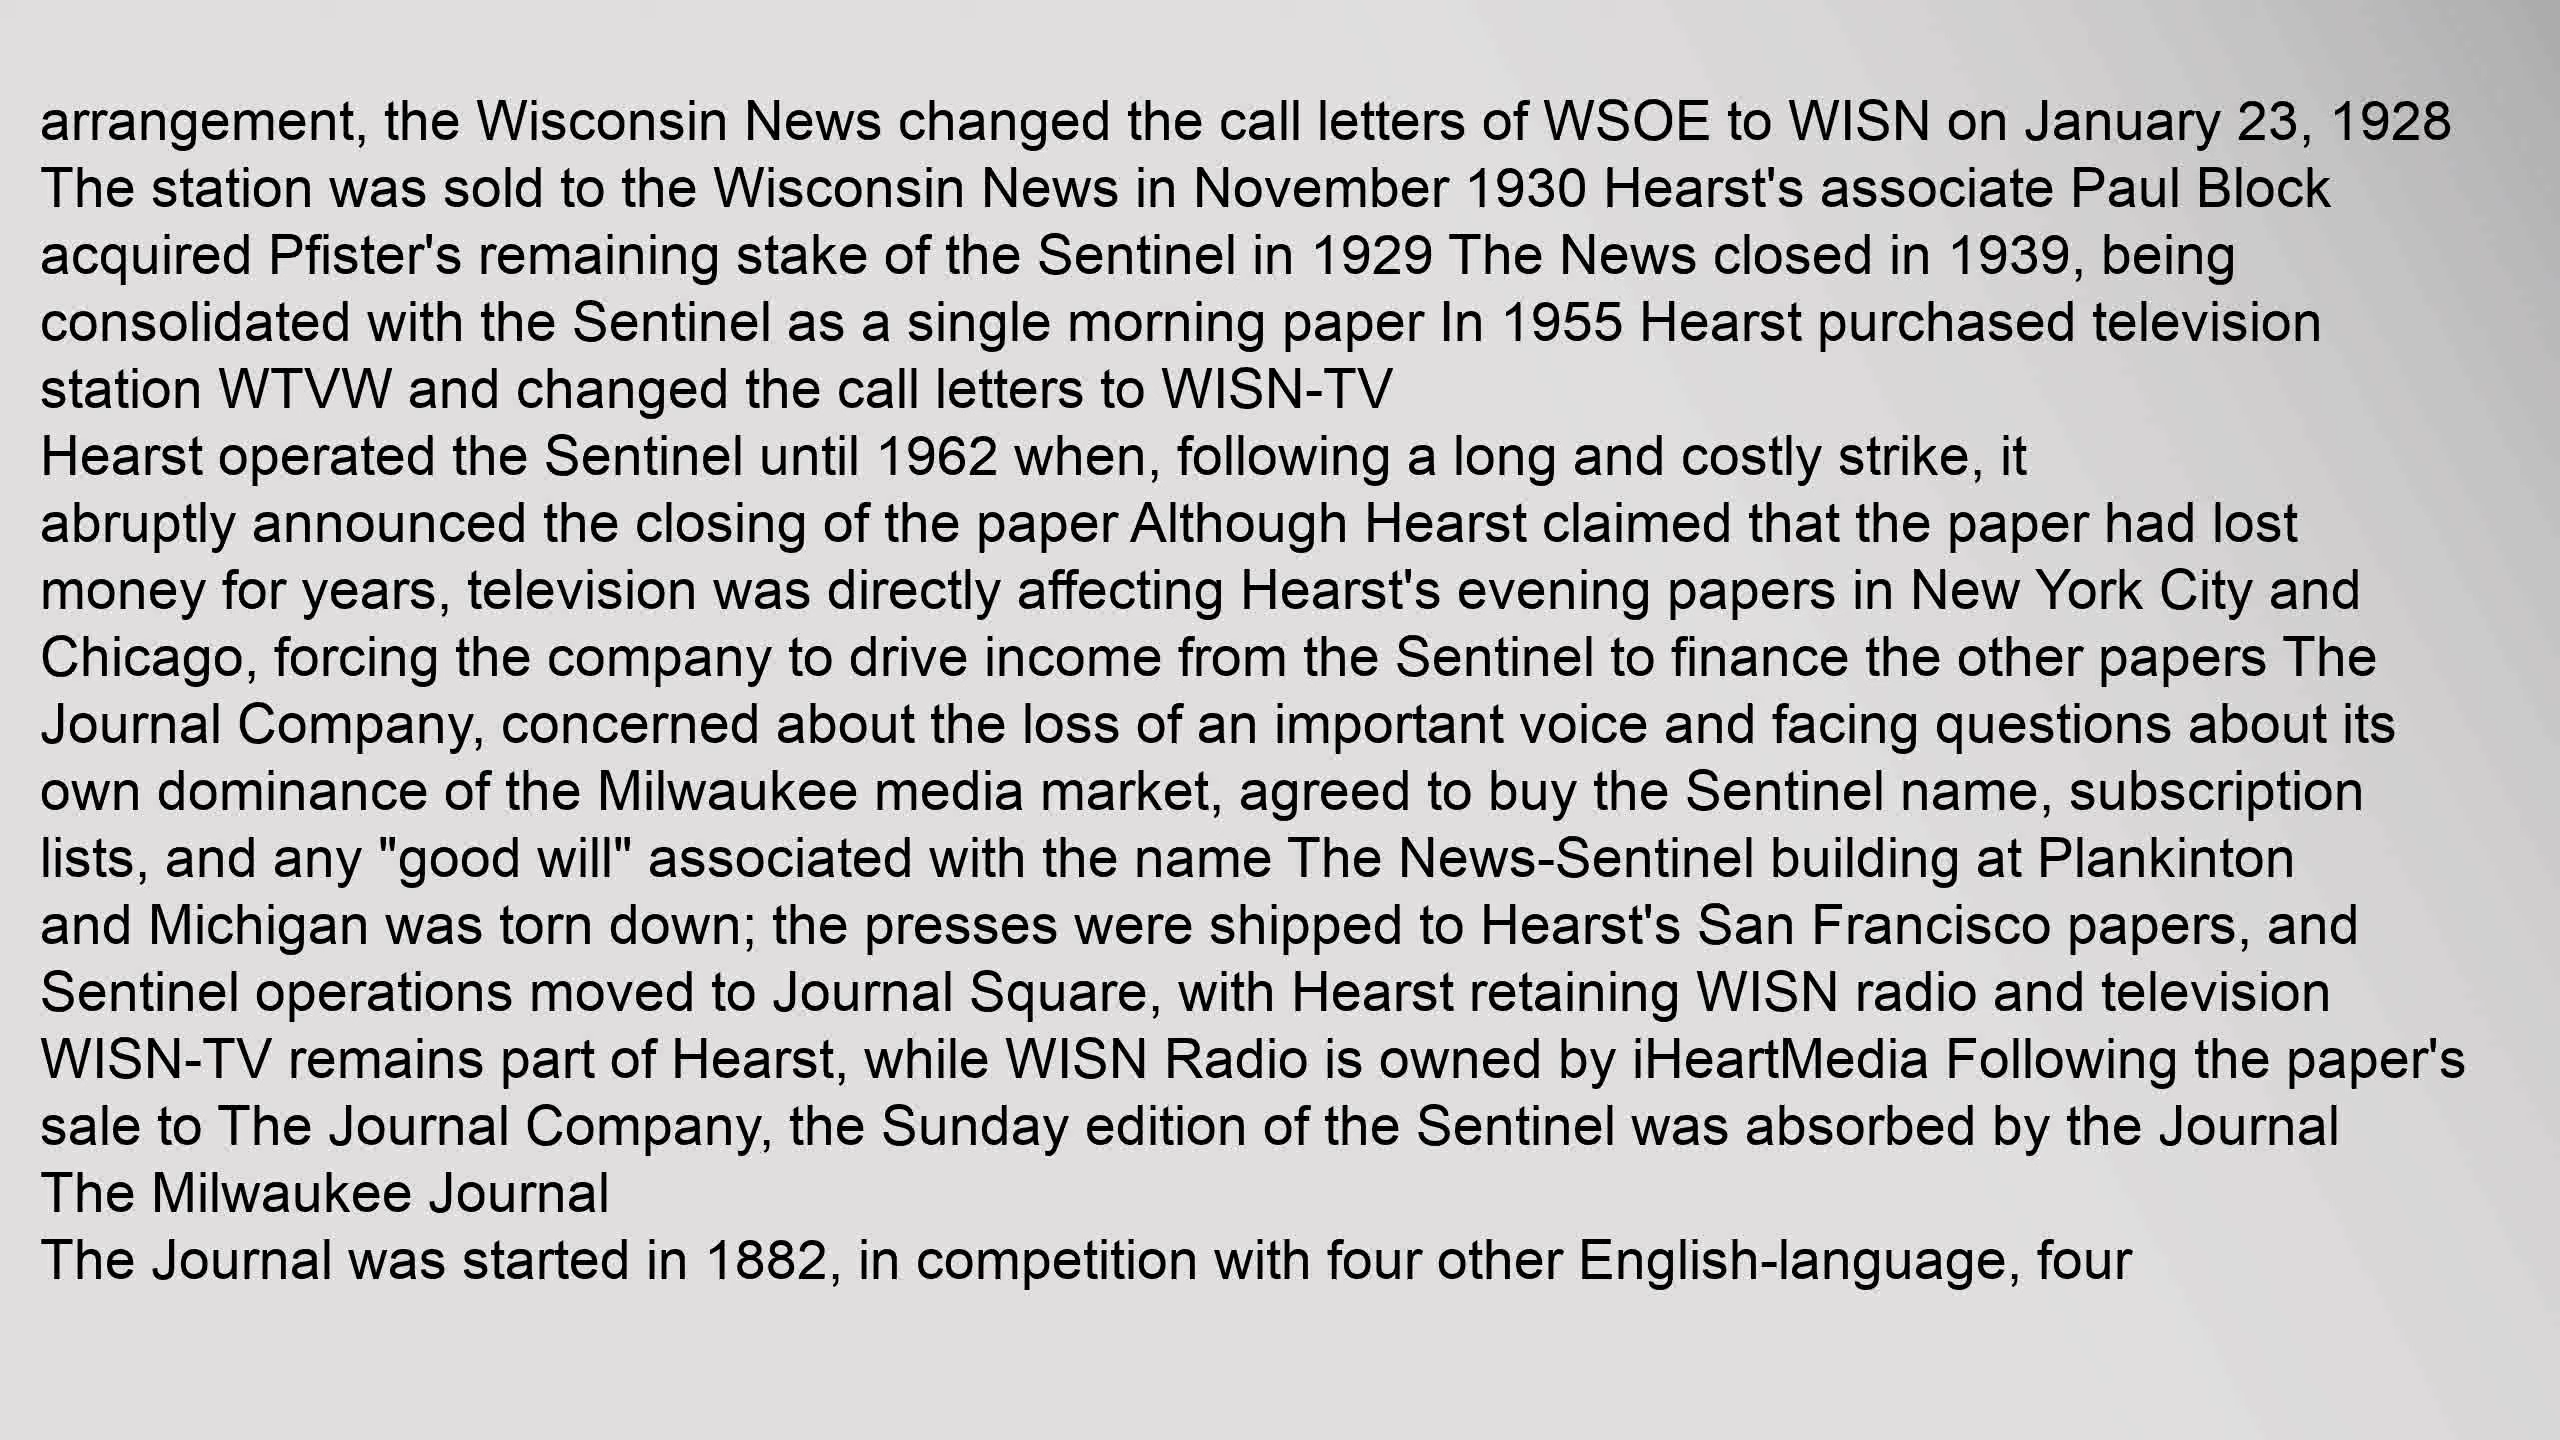 arrangement, the Wisconsin News changed the call letters of WSOE to WISN on January 23, 1928
The station was sold to the Wisconsin News in November 1930 Hearst's associate Paul Block
acquired Pfister's remaining stake of the Sentinel in 1929 The News closed in 1939, being
consolidated with the Sentinel as a single morning paper In 1955 Hearst purchased television
station WTVW and changed the call letters to WISN-TV
Hearst operated the Sentinel until 1962 when, following a long and costly strike, it
abruptly announced the closing of the paper Although Hearst claimed that the paper had lost
money for years, television was directly affecting Hearst's evening papers in New York City and
Chicago, forcing the company to drive income from the Sentinel to finance the other papers The
Journal Company, concerned about the loss of an important voice and facing questions about its
own dominance of the Milwaukee media market, agreed to buy the Sentinel name, subscription
lists, and any "good will" associated with the name The News-Sentinel building at Plankinton
and Michigan was torn down; the presses were shipped to Hearst's San Francisco papers, and
Sentinel operations moved to Journal Square, with Hearst retaining WISN radio and television
WISN-TV remains part of Hearst, while WISN Radio is owned by iHeartMedia Following the paper's
sale to The Journal Company, the Sunday edition of the Sentinel was absorbed by the Journal
The Milwaukee Journal
The Journal was started in 1882, in competition with four other English-language, four